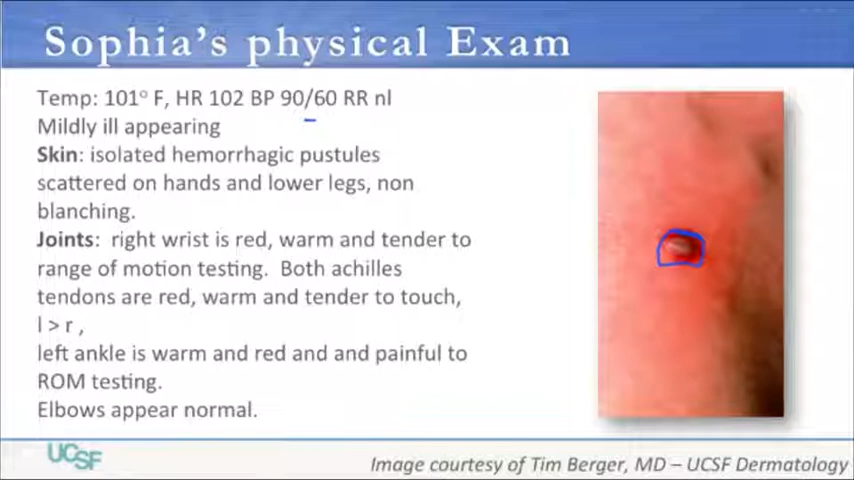 Sophia's physical Exam
Temp: 101° F, HR 102 BP 90/60 RR nl
Mildly ill appearing
Skin: isolated hemorrhagic pustules
scattered on hands and lower legs, non
blanching.
Joints:  right wrist is red, warm and tender to
range of motion testing.  Both achilles
tendons are red, warm and tender to touch,
l > r ,
left ankle is warm and red and and painful to
ROM testing.
Elbows appear normal.
UCSF
Image courtesy of Tim Berger, MD – UCSF Dermatology